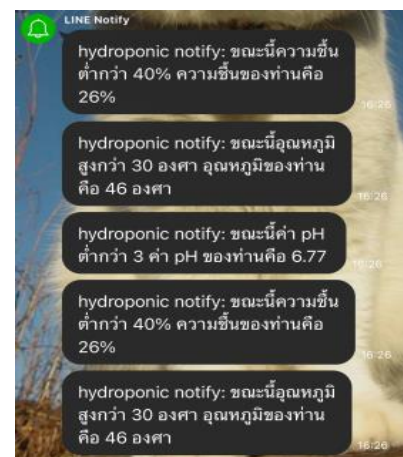 LINE Notify
hydroponic notify: ขณะนี้ความชื้น
ต่ำกว่า 40% ความชื้นของท่านคือ
26%
16:26
hydroponic notify: ขณะนี้อุณหภูมิ
สูงกว่า 30 องศา อุณหภูมิของท่าน
คือ 46 องศา
16:26
hydroponic notify: ขณะนี้ค่า pH
ต่ำกว่า 3 ค่า pH ของท่านคือ 6.77
16:26
hydroponic notify: ขณะนี้ความชื้น
ต่ำกว่า 40% ความชื้นของท่านคือ
26%
16:26
hydroponic notify: ขณะนี้อุณหภูมิ
สูงกว่า 30 องศา อุณหภูมิของท่าน
คือ 46 องศา
16:26